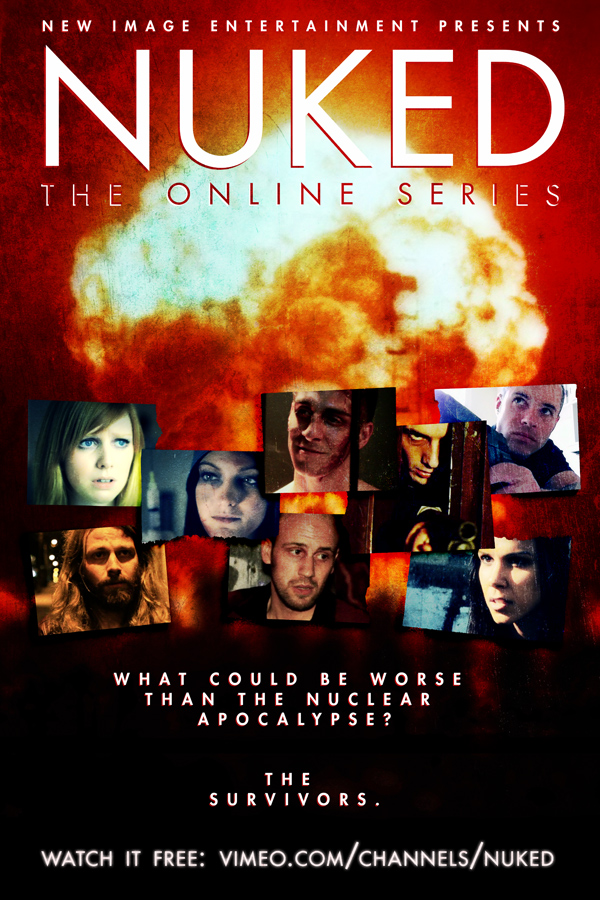 NEW IMAGE ENTERTAINMENT PRESENTS
NUKED
THE ONLINE SERIES
WHAT COULD BE WORSE
THAN THE NUCLEAR
APOCALYPSE?
THE
SURVIVORS.
WATCH IT FREE: VIMEO.COM/CHANNELS/NUKED